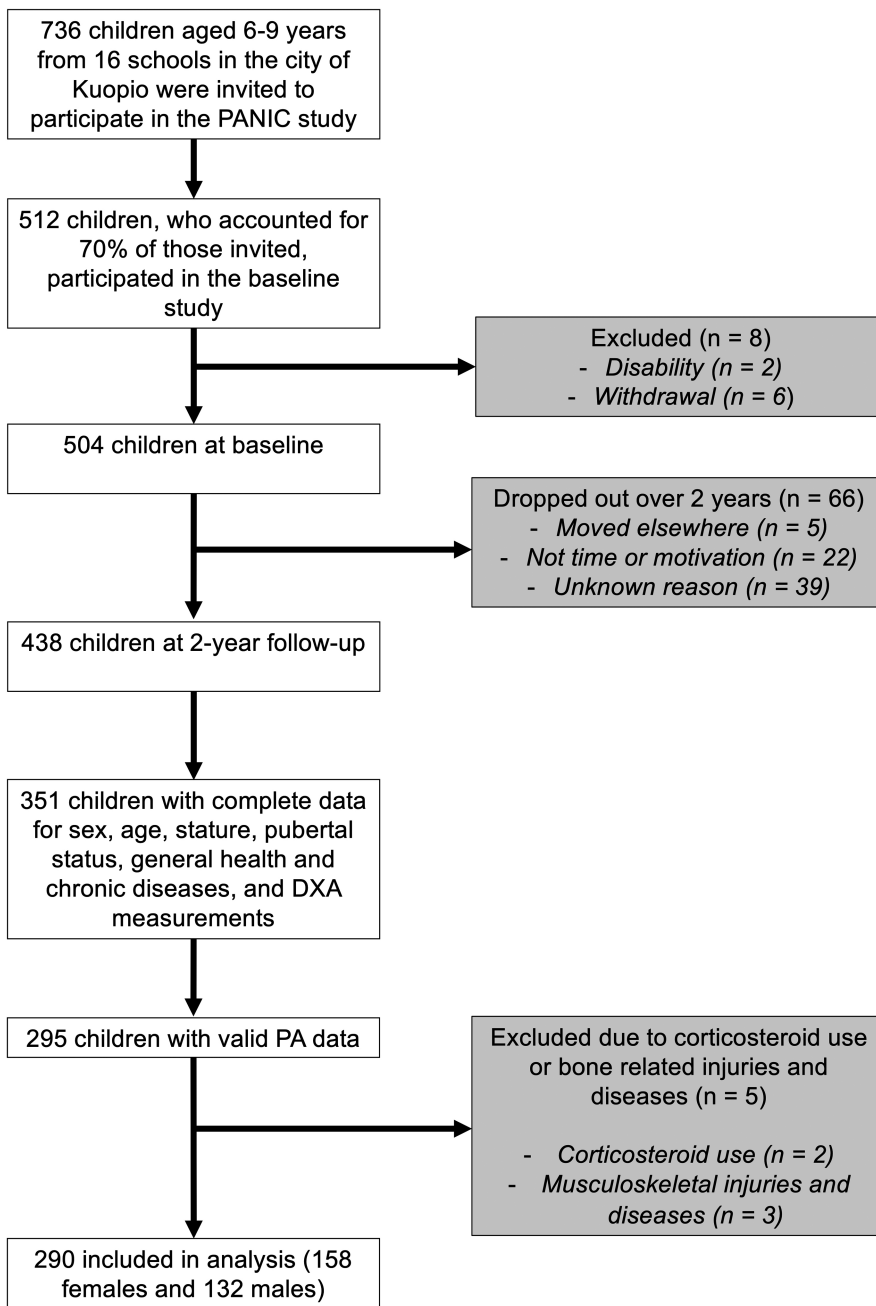 736 children aged 6-9 years
from 16 schools in the city of
Kuopio were invited to
participate in the PANIC study
512 children, who accounted for
70% of those invited,
participated in the baseline
study
Excluded (n = 8)
- Disability (n = 2)
- Withdrawal (n = 6)
504 children at baseline
Dropped out over 2 years (n = 66)
- Moved elsewhere (n = 5)
- Not time or motivation (n = 22)
- Unknown reason (n = 39)
438 children at 2-year follow-up
351 children with complete data
for sex, age, stature, pubertal
status, general health and
chronic diseases, and DXA
measurements
295 children with valid PA data
Excluded due to corticosteroid use
or bone related injuries and
diseases (n = 5)
- Corticosteroid use (n = 2)
- Musculoskeletal injuries and
diseases (n = 3)
290 included in analysis (158
females and 132 males)